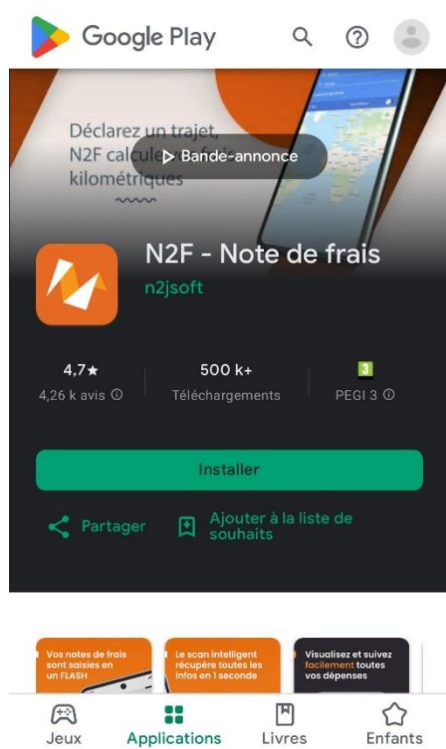 Google Play
Déclarez un trajet,
N2F calcule vos frais
kilométriques
Bande-annonce
N2F - Note de frais
n2jsoft
4,7★
4,26 k avis
500 k+
Téléchargements
3
PEGI 3
Installer
Partager
Ajouter à la liste de
souhaits
Vos notes de frais
sont saisies en
un FLASH
Le scan intelligent
récupère toutes les
infos en 1 seconde
Visualisez et suivez
facilement toutes
vos dépenses
Jeux
Applications
Livres
Enfants